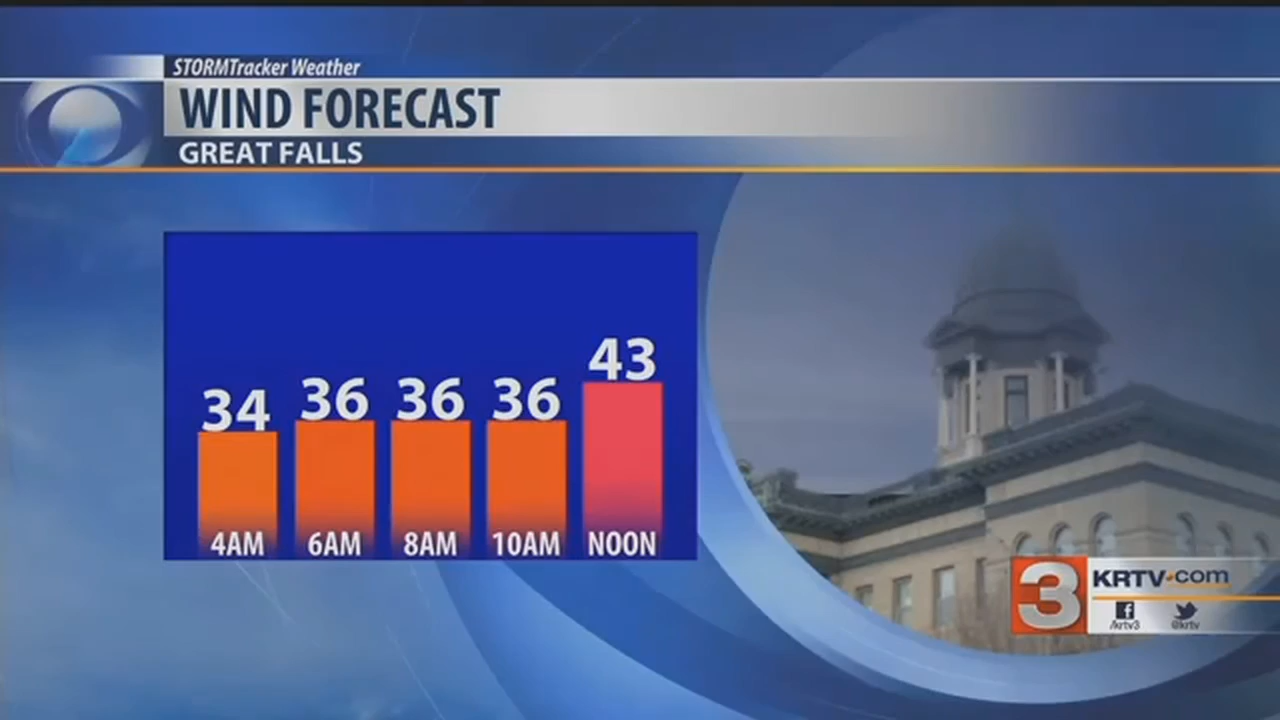 STORMTracker Weather
WIND FORECAST
GREAT FALLS
34 36 36 36 43
4AM 6AM 8AM 10AM NOON
3 KRTV.com
/krtv3 @krtv